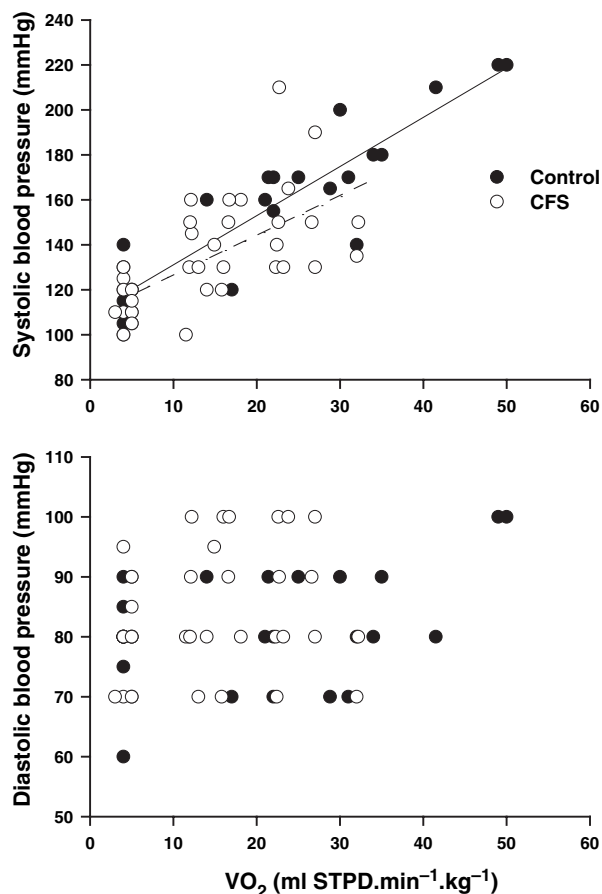 Systolic blood pressure (mmHg)
240
220
200
180
160
140
120
100
80
0 10 20 30 40 50 60
Control
CFS
Diastolic blood pressure (mmHg)
110
100
90
80
70
60
50
0 10 20 30 40 50 60
VO₂ (ml STPD.min⁻¹.kg⁻¹)